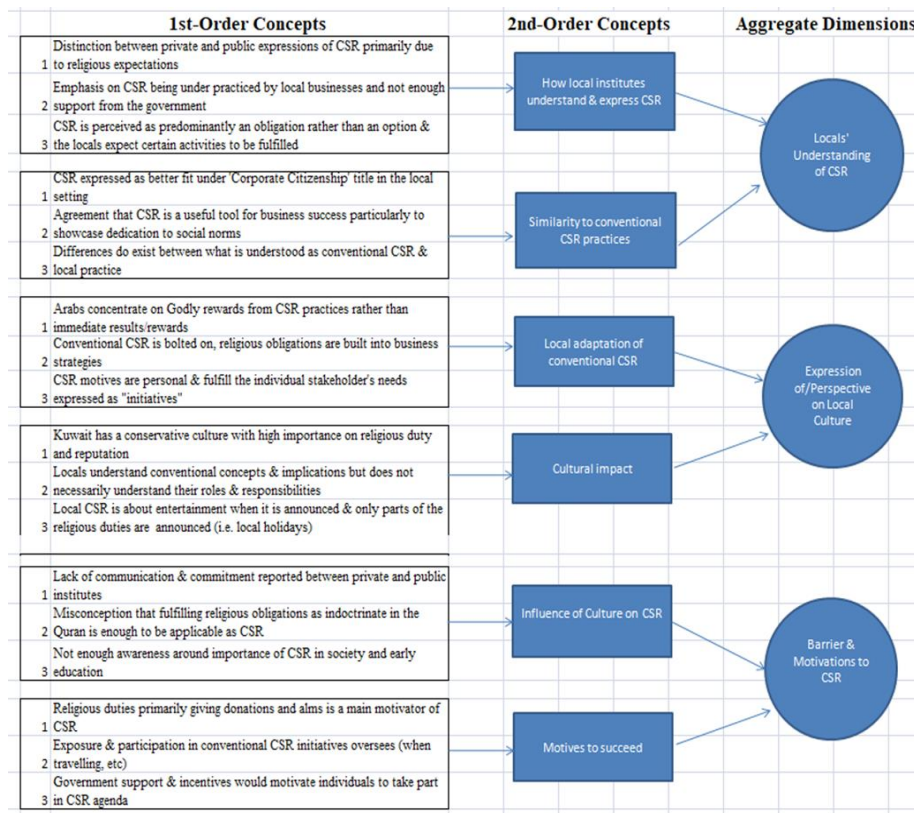 1st-Order Concepts
2nd-Order Concepts
Aggregate Dimensions
Distinction between private and public expressions of CSR primarily due
1 to religious expectations
Emphasis on CSR being under practiced by local businesses and not enough
2 support from the government
CSR is perceived as predominantly an obligation rather than an option &
3 the locals expect certain activities to be fulfilled
How local institutes
understand & express CSR
CSR expressed as better fit under 'Corporate Citizenship' title in the local
1 setting
Agreement that CSR is a useful tool for business success particularly to
2 showcase dedication to social norms
Differences do exist between what is understood as conventional CSR &
3 local practice
Similarity to conventional
CSR practices
Locals'
Understanding
of CSR
Arabs concentrate on Godly rewards from CSR practices rather than
1 immediate results/rewards
Conventional CSR is bolted on, religious obligations are built into business
2 strategies
CSR motives are personal & fulfill the individual stakeholder's needs
3 expressed as "initiatives"
Local adaptation of
conventional CSR
Kuwait has a conservative culture with high importance on religious duty
1 and reputation
Locals understand conventional concepts & implications but does not
2 necessarily understand their roles & responsibilities
Local CSR is about entertainment when it is announced & only parts of the
3 religious duties are announced (i.e. local holidays)
Cultural impact
Expression
of/Perspective
on Local
Culture
Lack of communication & commitment reported between private and public
1 institutes
Misconception that fulfilling religious obligations as indoctrinate in the
2 Quran is enough to be applicable as CSR
Not enough awareness around importance of CSR in society and early
3 education
Influence of Culture on CSR
Religious duties primarily giving donations and alms is a main motivator of
1 CSR
Exposure & participation in conventional CSR initiatives oversees (when
2 travelling, etc)
Government support & incentives would motivate individuals to take part
3 in CSR agenda
Motives to succeed
Barrier &
Motivations to
CSR